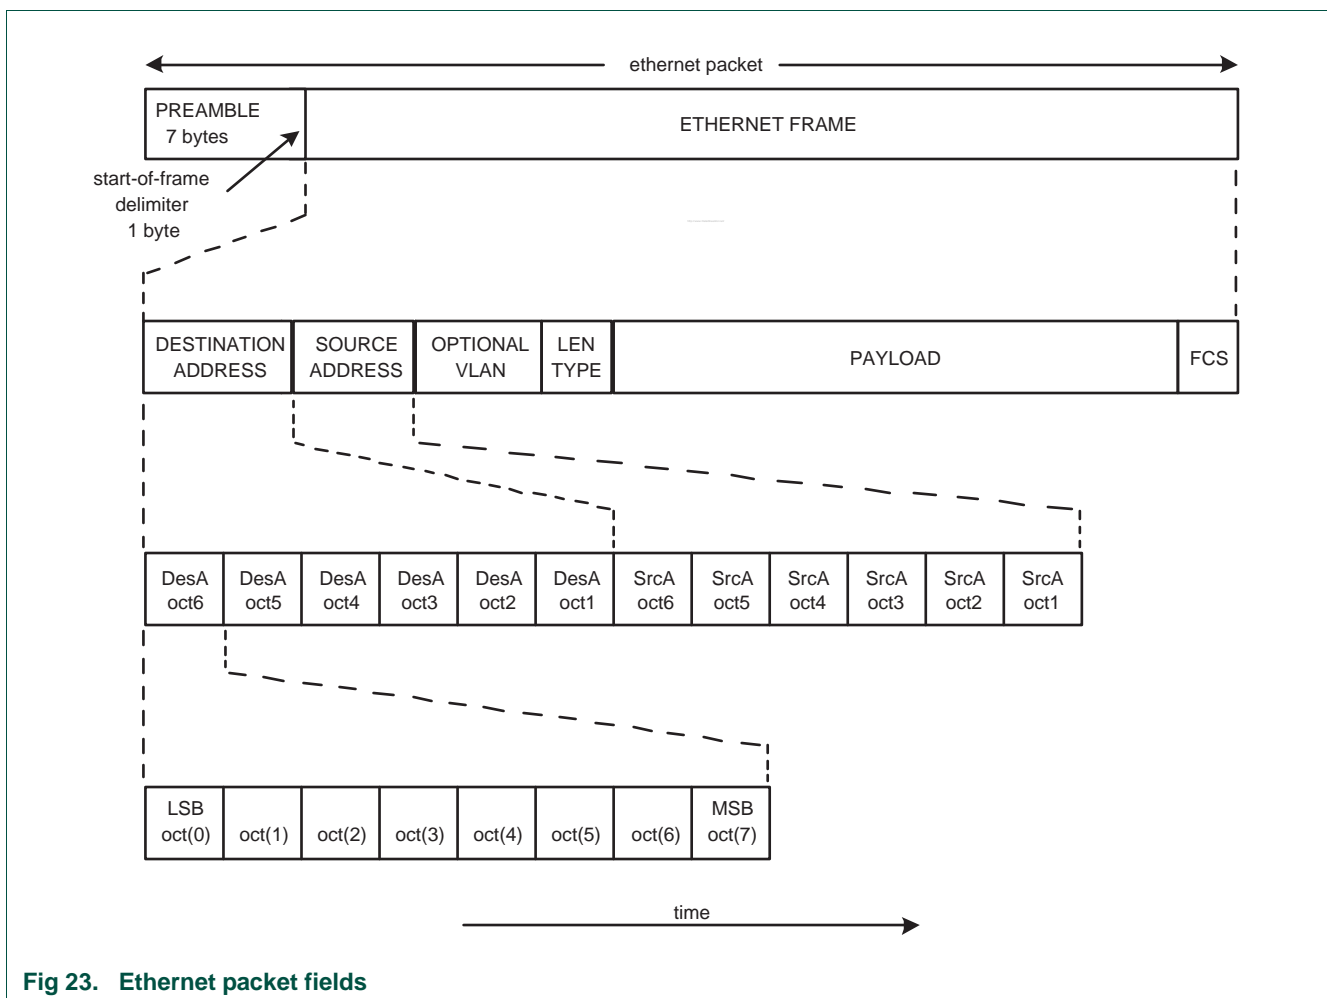 ethernet packet
PREAMBLE
7 bytes
ETHERNET FRAME
start-of-frame
delimiter
1 byte
DESTINATION
ADDRESS
SOURCE
ADDRESS
OPTIONAL
VLAN
LEN
TYPE
PAYLOAD
FCS
DesA
oct6
DesA
oct5
DesA
oct4
DesA
oct3
DesA
oct2
DesA
oct1
SrcA
oct6
SrcA
oct5
SrcA
oct4
SrcA
oct3
SrcA
oct2
SrcA
oct1
LSB
oct(0)
oct(1)
oct(2)
oct(3)
oct(4)
oct(5)
oct(6)
MSB
oct(7)
time
Fig 23. Ethernet packet fields